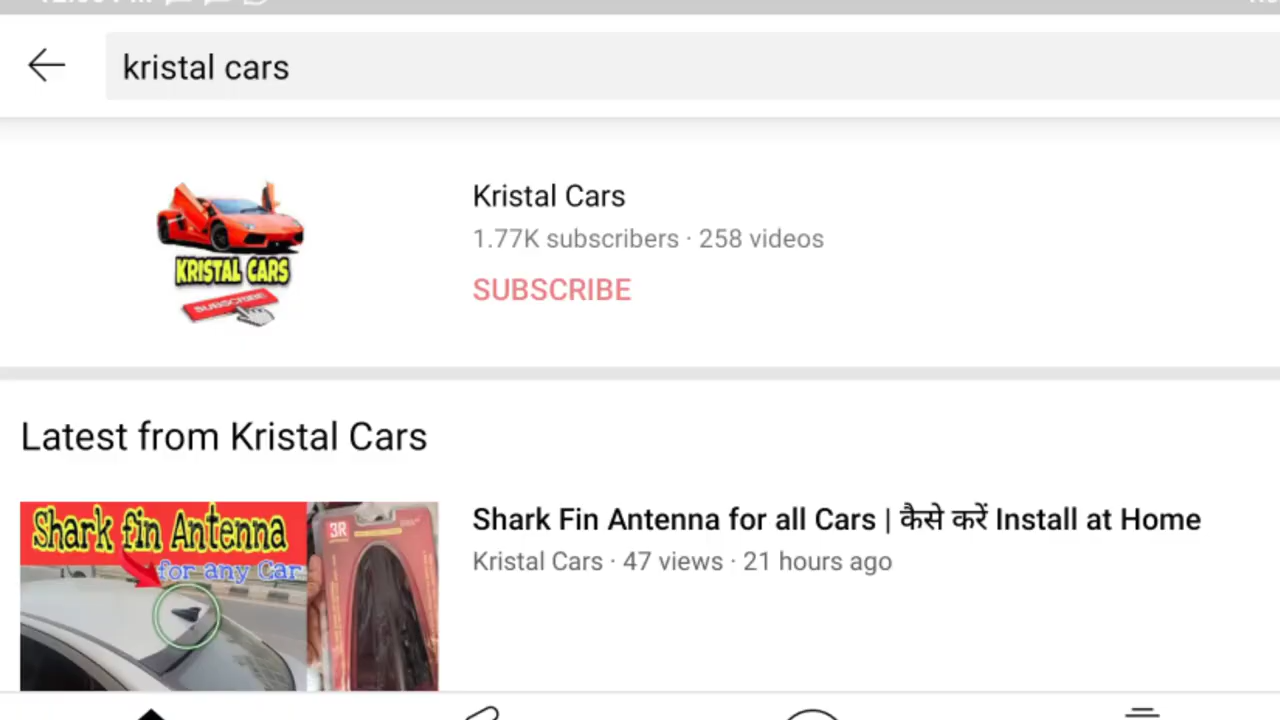 kristal cars
KRISTAL CARS
SUBSCRIBE
Kristal Cars
1.77K subscribers · 258 videos
SUBSCRIBE
Latest from Kristal Cars
Shark fin Antenna
for any Car
3R
Shark Fin Antenna for all Cars | कैसे करें Install at Home
Kristal Cars · 47 views · 21 hours ago